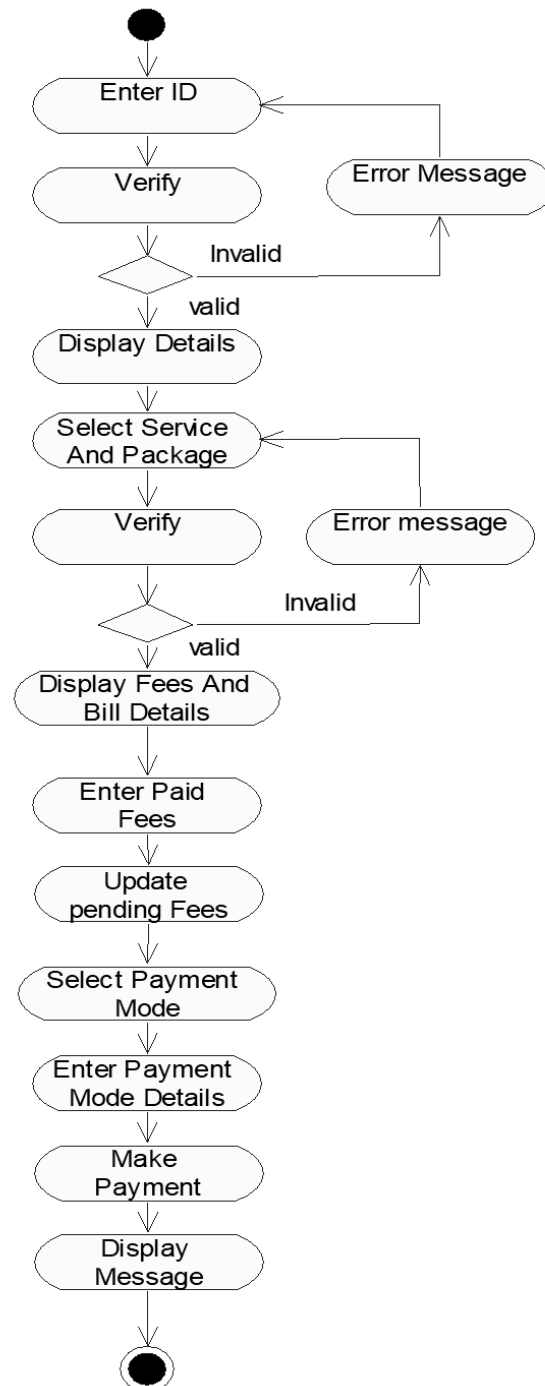 Enter ID
Error Message
Verify
Invalid
valid
Display Details
Select Service
And Package
Verify
Error message
Invalid
valid
Display Fees And
Bill Details
Enter Paid
Fees
Update
pending Fees
Select Payment
Mode
Enter Payment
Mode Details
Make
Payment
Display
Message